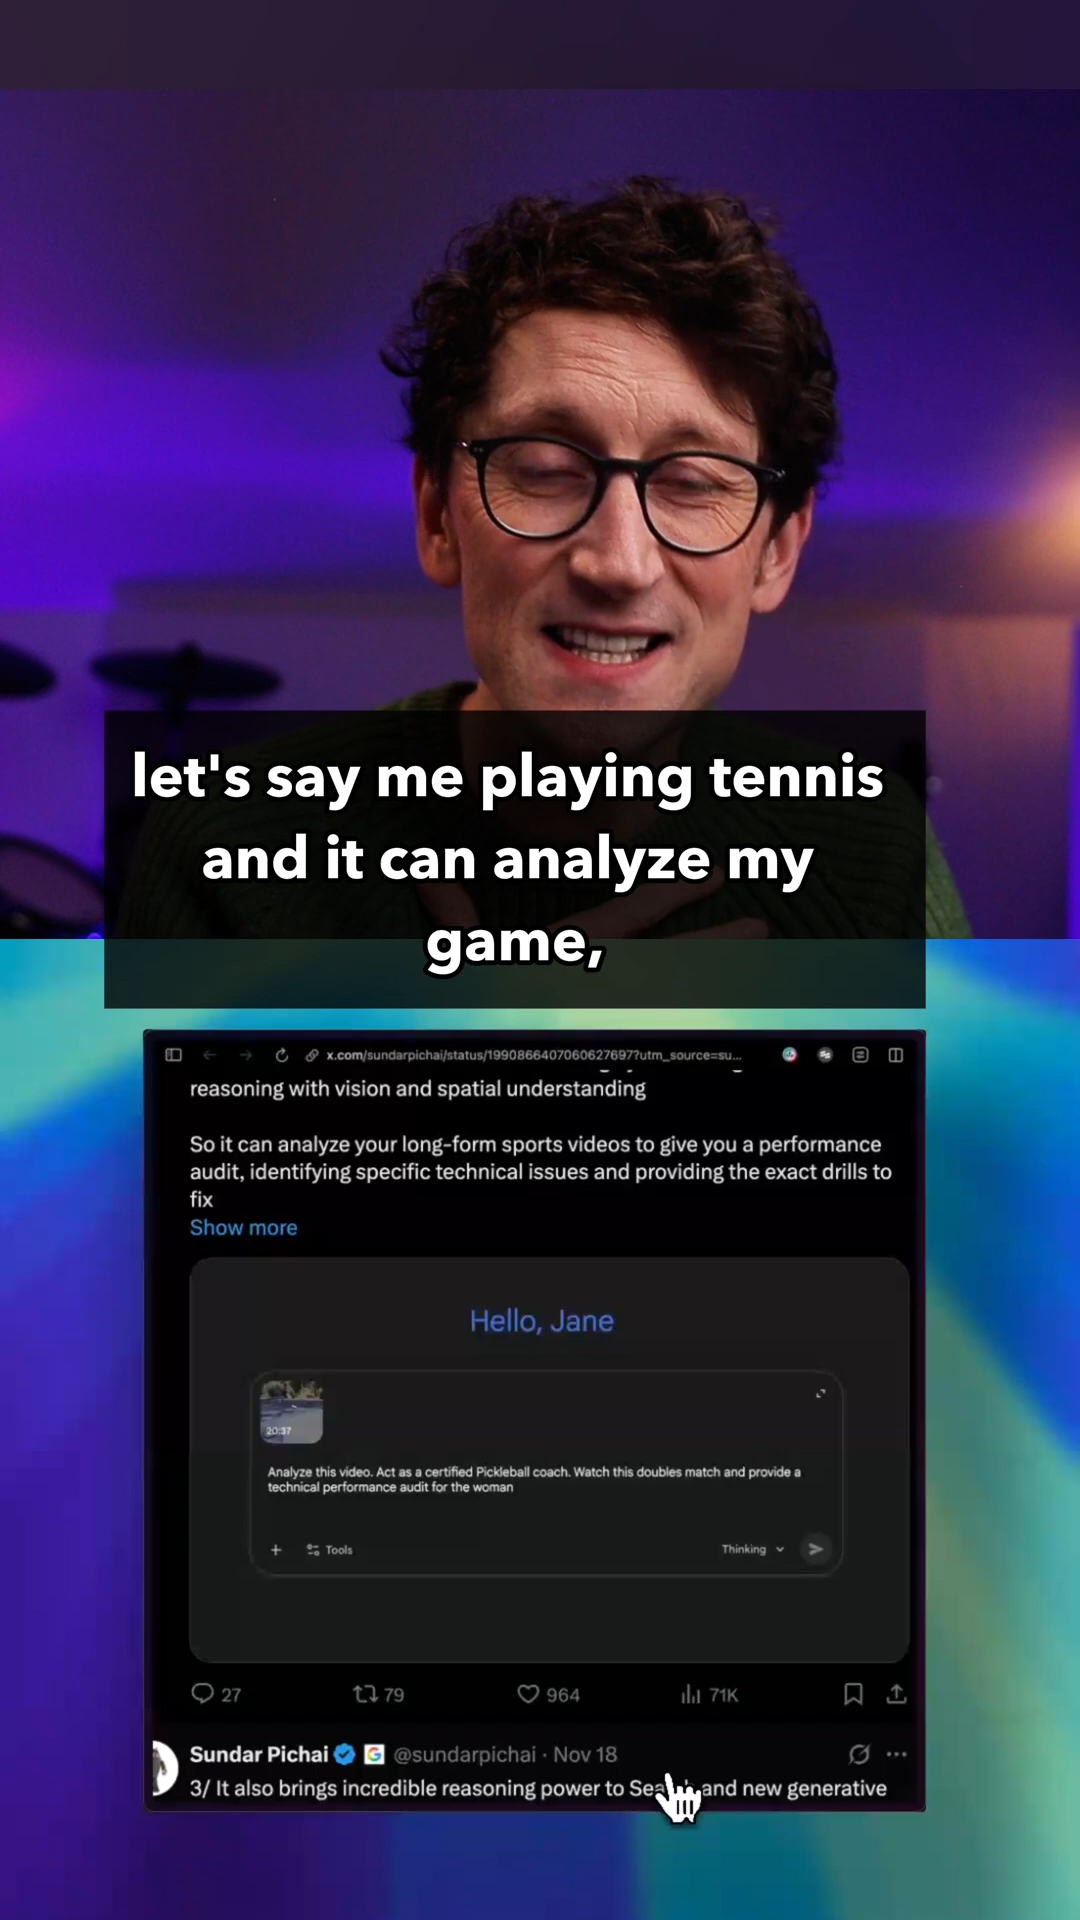 let's say me playing tennis
and it can analyze my
game,
x.com/sundarpichai/status/1990866407060627697?utm_source=su...
reasoning with vision and spatial understanding
So it can analyze your long-form sports videos to give you a performance
audit, identifying specific technical issues and providing the exact drills to
fix
Show more
Hello, Jane
20:37
Analyze this video. Act as a certified Pickleball coach. Watch this doubles match and provide a
technical performance audit for the woman
Tools
Thinking
27
79
964
71K
Sundar Pichai @sundarpichai · Nov 18
3/ It also brings incredible reasoning power to and new generative